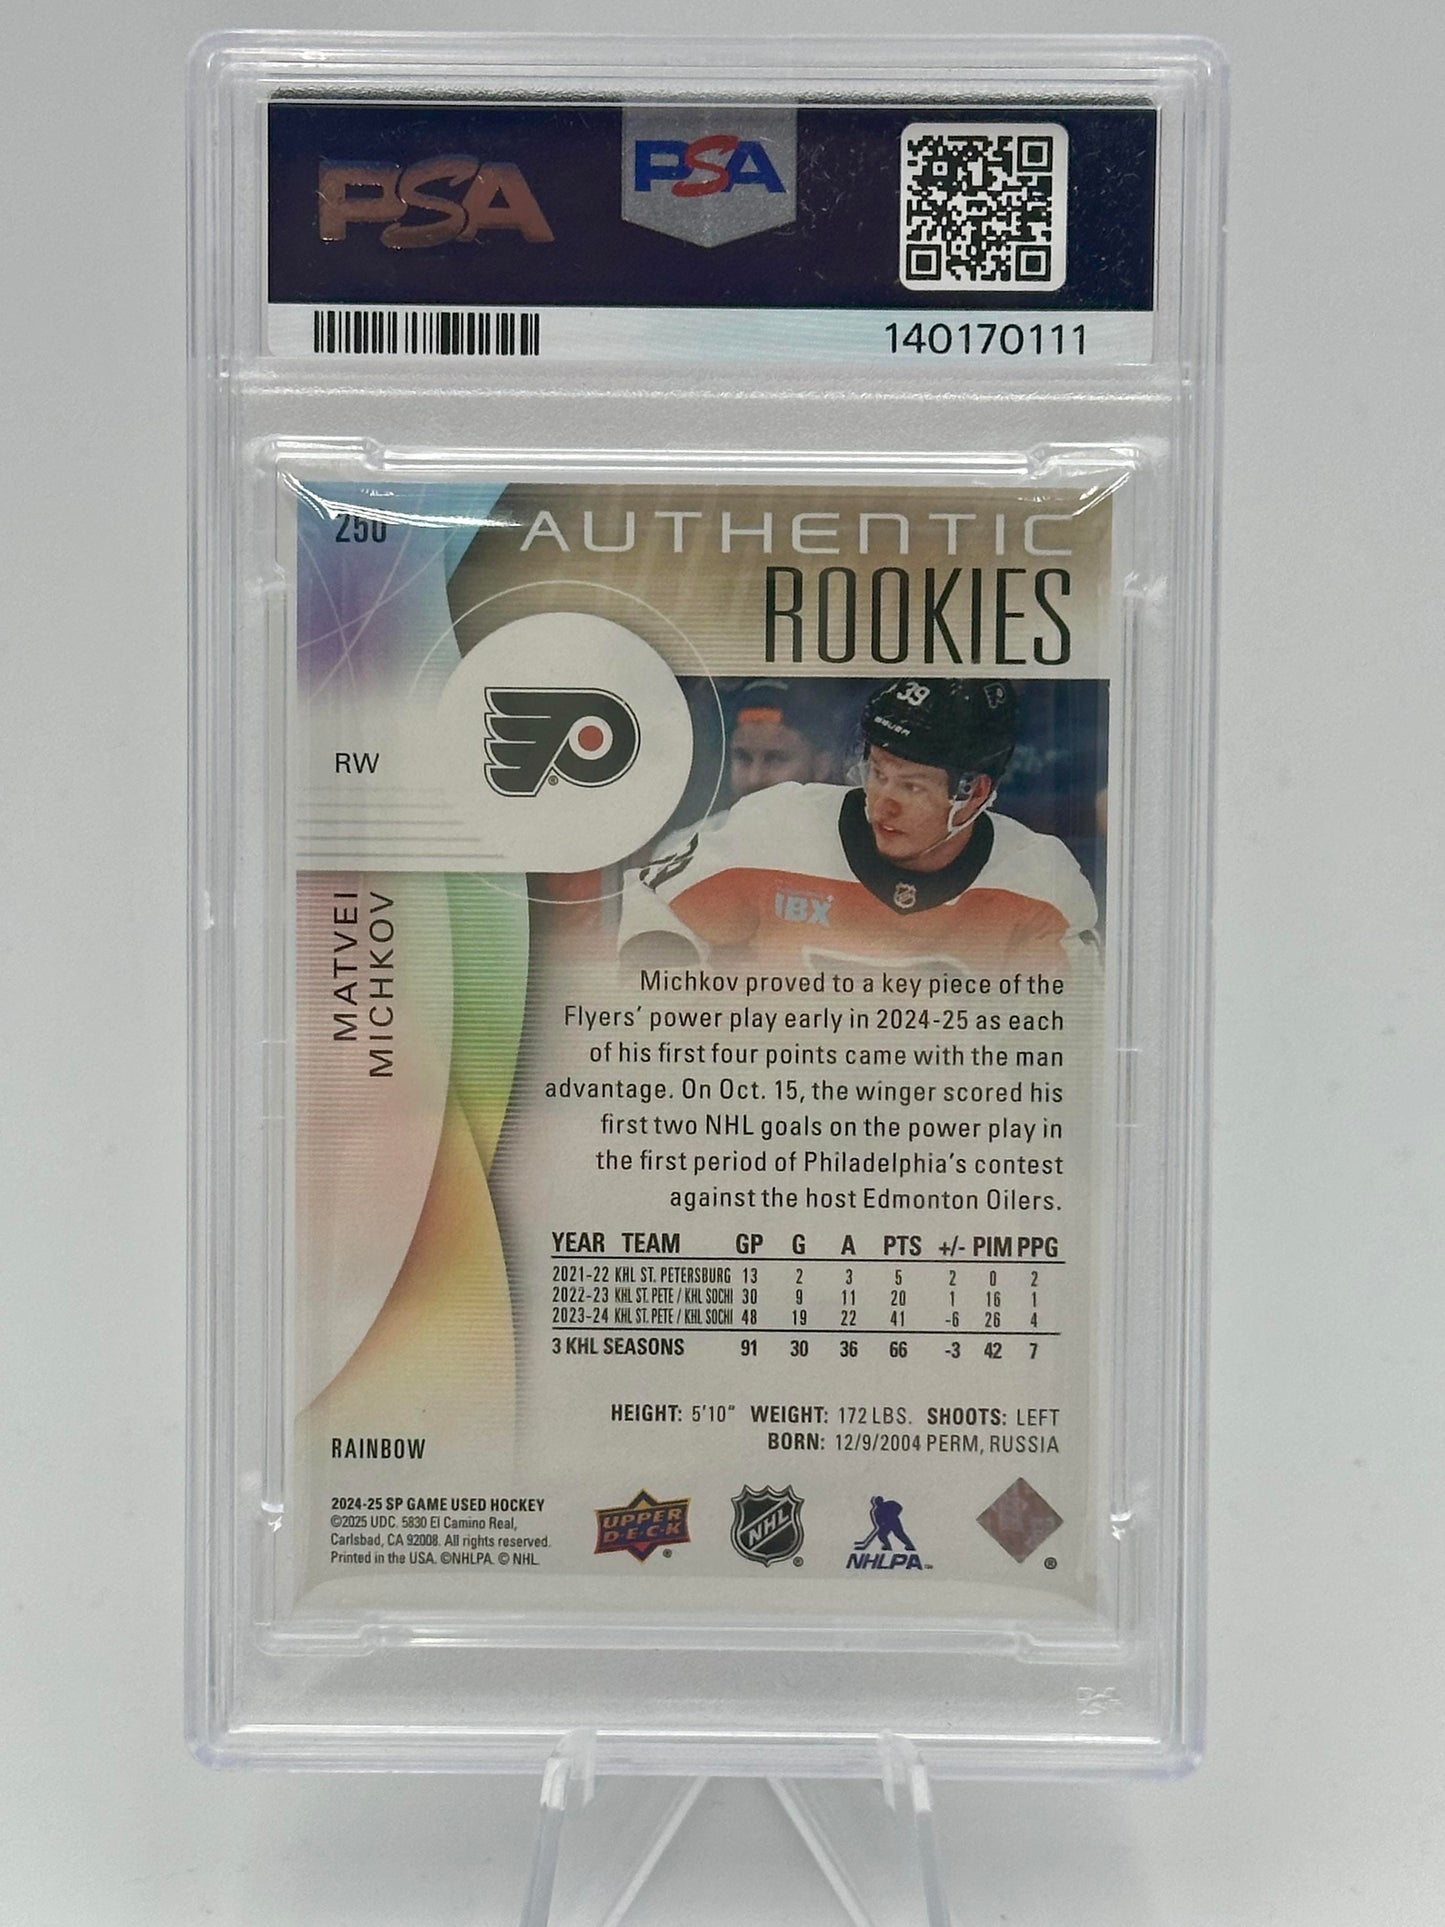 PSA
PSA
140170111
250
AUTHENTIC
ROOKIES
39
BAUER
RW
IBX
MATVEI
MICHKOV
Michkov proved to a key piece of the
Flyers' power play early in 2024-25 as each
of his first four points came with the man
advantage. On Oct. 15, the winger scored his
first two NHL goals on the power play in
the first period of Philadelphia's contest
against the host Edmonton Oilers.
YEAR TEAM GP G A PTS +/- PIM PPG
2021-22 KHL ST. PETERSBURG 13 2 3 5 2 0 2
2022-23 KHL ST. PETE / KHL SOCHI 30 9 11 20 1 16 1
2023-24 KHL ST. PETE / KHL SOCHI 48 19 22 41 -6 26 4
3 KHL SEASONS 91 30 36 66 -3 42 7
HEIGHT: 5'10" WEIGHT: 172 LBS. SHOOTS: LEFT
BORN: 12/9/2004 PERM, RUSSIA
RAINBOW
2024-25 SP GAME USED HOCKEY
©2025 UDC. 5830 El Camino Real,
Carlsbad, CA 92008. All rights reserved.
Printed in the USA. ©NHLPA. © NHL.
UPPER
D·E·C·K
®
NHL
®
NHLPA™
®